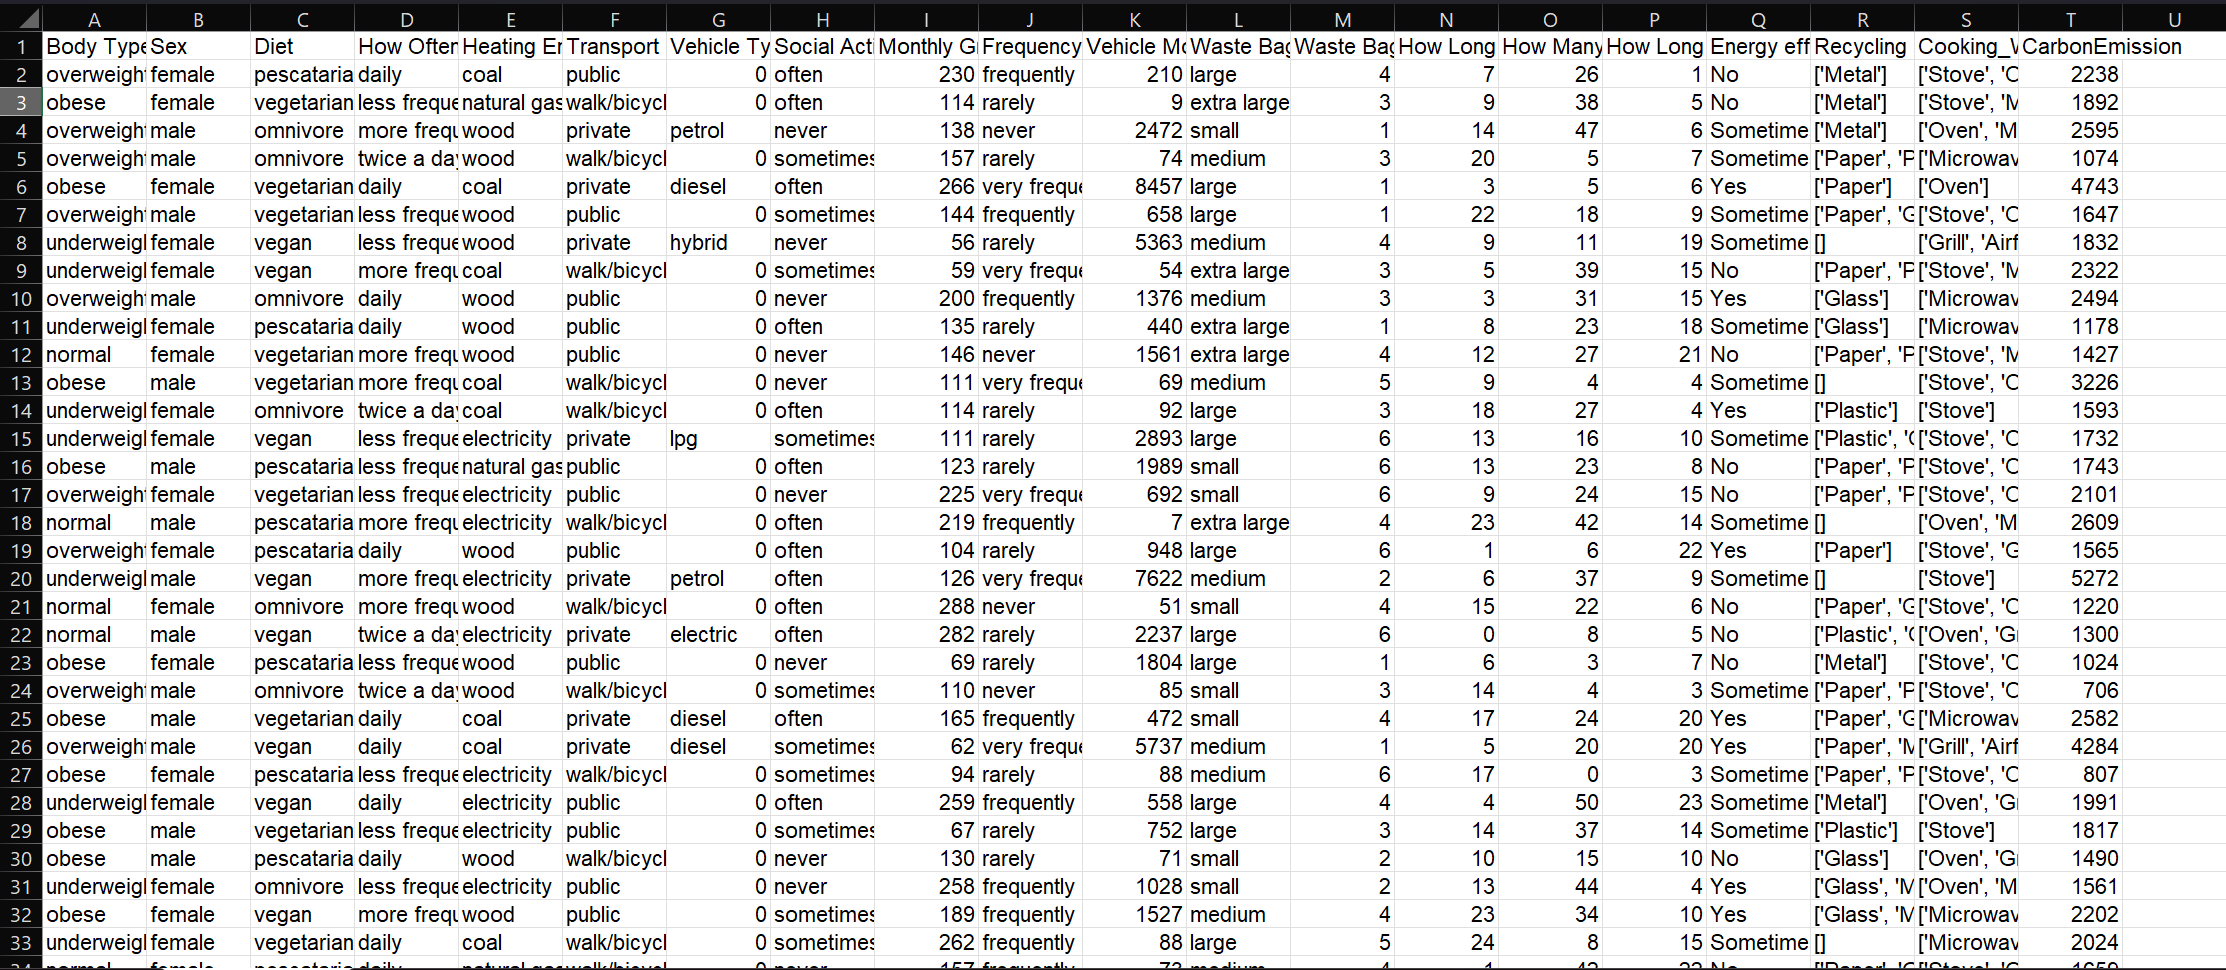 A B C D E F G H I J K L M N O P Q R S T U
1 Body Type Sex Diet How Often Heating En Transport Vehicle Ty Social Act Monthly G Frequency Vehicle Mo Waste Bag Waste Bag How Long How Many How Long Energy eff Recycling Cooking_W CarbonEmission
2 overweight female pescataria daily coal public 0 often 230 frequently 210 large 4 7 26 1 No ['Metal'] ['Stove', 'O 2238
3 obese female vegetarian less freque natural gas walk/bicycl 0 often 114 rarely 9 extra large 3 9 38 5 No ['Metal'] ['Stove', 'M 1892
4 overweight male omnivore more frequ wood private petrol never 138 never 2472 small 1 14 47 6 Sometime ['Metal'] ['Oven', 'M 2595
5 overweight male omnivore twice a day wood walk/bicycl 0 sometimes 157 rarely 74 medium 3 20 5 7 Sometime ['Paper', 'P ['Microwav 1074
6 obese female vegetarian daily coal private diesel often 266 very freque 8457 large 1 3 5 6 Yes ['Paper'] ['Oven'] 4743
7 overweight male vegetarian less freque wood public 0 sometimes 144 frequently 658 large 1 22 18 9 Sometime ['Paper', 'G ['Stove', 'O 1647
8 underweigl female vegan less freque wood private hybrid never 56 rarely 5363 medium 4 9 11 19 Sometime [] ['Grill', 'Airf 1832
9 underweigl female vegan more frequ coal walk/bicycl 0 sometimes 59 very freque 54 extra large 3 5 39 15 No ['Paper', 'P ['Stove', 'M 2322
10 overweight male omnivore daily wood public 0 never 200 frequently 1376 medium 3 3 31 15 Yes ['Glass'] ['Microwav 2494
11 underweigl female pescataria daily wood public 0 often 135 rarely 440 extra large 1 8 23 18 Sometime ['Glass'] ['Microwav 1178
12 normal female vegetarian more frequ wood public 0 never 146 never 1561 extra large 4 12 27 21 No ['Paper', 'P ['Stove', 'M 1427
13 obese male vegetarian more frequ coal walk/bicycl 0 never 111 very freque 69 medium 5 9 4 4 Sometime [] ['Stove', 'O 3226
14 underweigl female omnivore twice a day coal walk/bicycl 0 often 114 rarely 92 large 3 18 27 4 Yes ['Plastic'] ['Stove'] 1593
15 underweigl female vegan less freque electricity private lpg sometimes 111 rarely 2893 large 6 13 16 10 Sometime ['Plastic', 'G ['Stove', 'O 1732
16 obese male pescataria less freque natural gas public 0 often 123 rarely 1989 small 6 13 23 8 No ['Paper', 'P ['Stove', 'O 1743
17 overweight female vegetarian less freque electricity public 0 never 225 very freque 692 small 6 9 24 15 No ['Paper', 'P ['Stove', 'O 2101
18 normal male pescataria more frequ electricity walk/bicycl 0 often 219 frequently 7 extra large 4 23 42 14 Sometime [] ['Oven', 'M 2609
19 overweight female pescataria daily wood public 0 often 104 rarely 948 large 6 1 6 22 Yes ['Paper'] ['Stove', 'G 1565
20 underweigl male vegan more frequ electricity private petrol often 126 very freque 7622 medium 2 6 37 9 Sometime [] ['Stove'] 5272
21 normal female omnivore more frequ wood walk/bicycl 0 often 288 never 51 small 4 15 22 6 No ['Paper', 'G ['Stove', 'O 1220
22 normal male vegan twice a day electricity private electric often 282 rarely 2237 large 6 0 8 5 No ['Plastic', 'G ['Oven', 'Gr 1300
23 obese female pescataria less freque wood public 0 never 69 rarely 1804 large 1 6 3 7 No ['Metal'] ['Stove', 'O 1024
24 overweight male omnivore twice a day wood walk/bicycl 0 sometimes 110 never 85 small 3 14 4 3 Sometime ['Paper', 'P ['Stove', 'O 706
25 obese male vegetarian daily coal private diesel often 165 frequently 472 small 4 17 24 20 Yes ['Paper', 'G ['Microwav 2582
26 overweight male vegan daily coal private diesel sometimes 62 very freque 5737 medium 1 5 20 20 Yes ['Paper', 'M ['Grill', 'Airf 4284
27 obese female pescataria less freque electricity walk/bicycl 0 sometimes 94 rarely 88 medium 6 17 0 3 Sometime ['Paper', 'P ['Stove', 'O 807
28 underweigl female vegan daily electricity public 0 often 259 frequently 558 large 4 4 50 23 Sometime ['Metal'] ['Oven', 'Gr 1991
29 obese male vegetarian less freque electricity public 0 sometimes 67 rarely 752 large 3 14 37 14 Sometime ['Plastic'] ['Stove'] 1817
30 obese male pescataria daily wood walk/bicycl 0 never 130 rarely 71 small 2 10 15 10 No ['Glass'] ['Oven', 'Gr 1490
31 underweigl female omnivore less freque electricity public 0 never 258 frequently 1028 small 2 13 44 4 Yes ['Glass', 'M ['Oven', 'M 1561
32 obese female vegan more frequ wood public 0 sometimes 189 frequently 1527 medium 4 23 34 10 Yes ['Glass', 'M ['Microwav 2202
33 underweigl female vegetarian daily coal walk/bicycl 0 sometimes 262 frequently 88 large 5 24 8 15 Sometime [] ['Microwav 2024